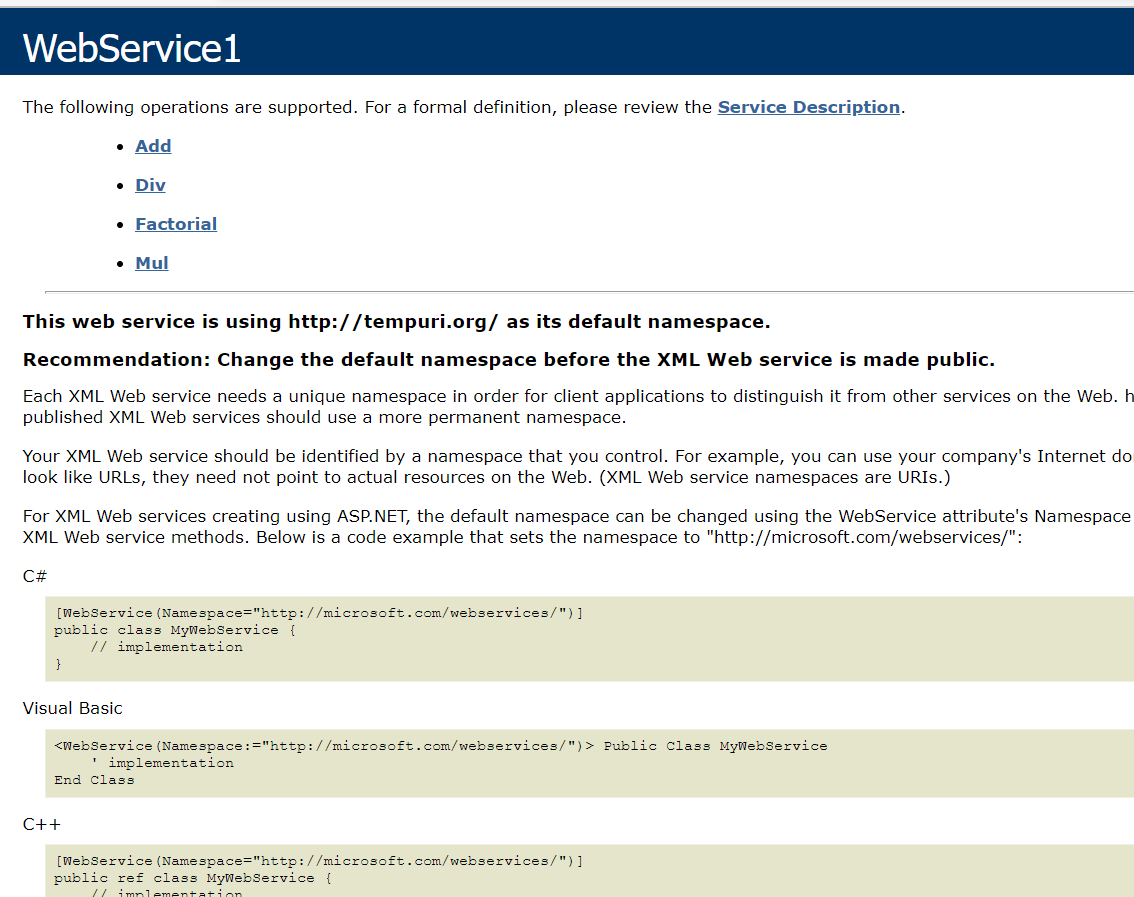 WebService1
The following operations are supported. For a formal definition, please review the Service Description.
Add
Div
Factorial
Mul
This web service is using http://tempuri.org/ as its default namespace.
Recommendation: Change the default namespace before the XML Web service is made public.
Each XML Web service needs a unique namespace in order for client applications to distinguish it from other services on the Web. h
published XML Web services should use a more permanent namespace.
Your XML Web service should be identified by a namespace that you control. For example, you can use your company's Internet do
look like URLs, they need not point to actual resources on the Web. (XML Web service namespaces are URIs.)
For XML Web services creating using ASP.NET, the default namespace can be changed using the WebService attribute's Namespace
XML Web service methods. Below is a code example that sets the namespace to "http://microsoft.com/webservices/":
C#
[WebService(Namespace="http://microsoft.com/webservices/")]
public class MyWebService {
// implementation
}
Visual Basic
<WebService(Namespace:="http://microsoft.com/webservices/")> Public Class MyWebService
' implementation
End Class
C++
[WebService(Namespace="http://microsoft.com/webservices/")]
public ref class MyWebService {
// implementation